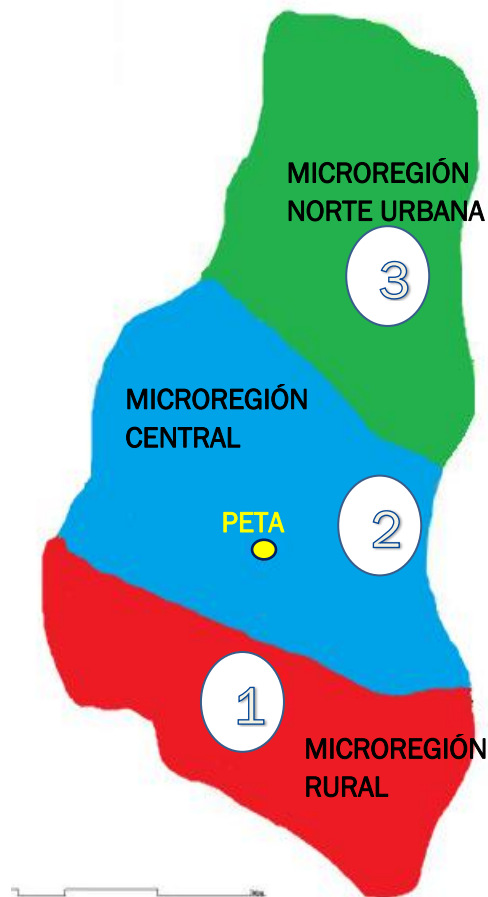 MICROREGIÓN
NORTE URBANA
3
MICROREGIÓN
CENTRAL
PETA
2
1
MICROREGIÓN
RURAL